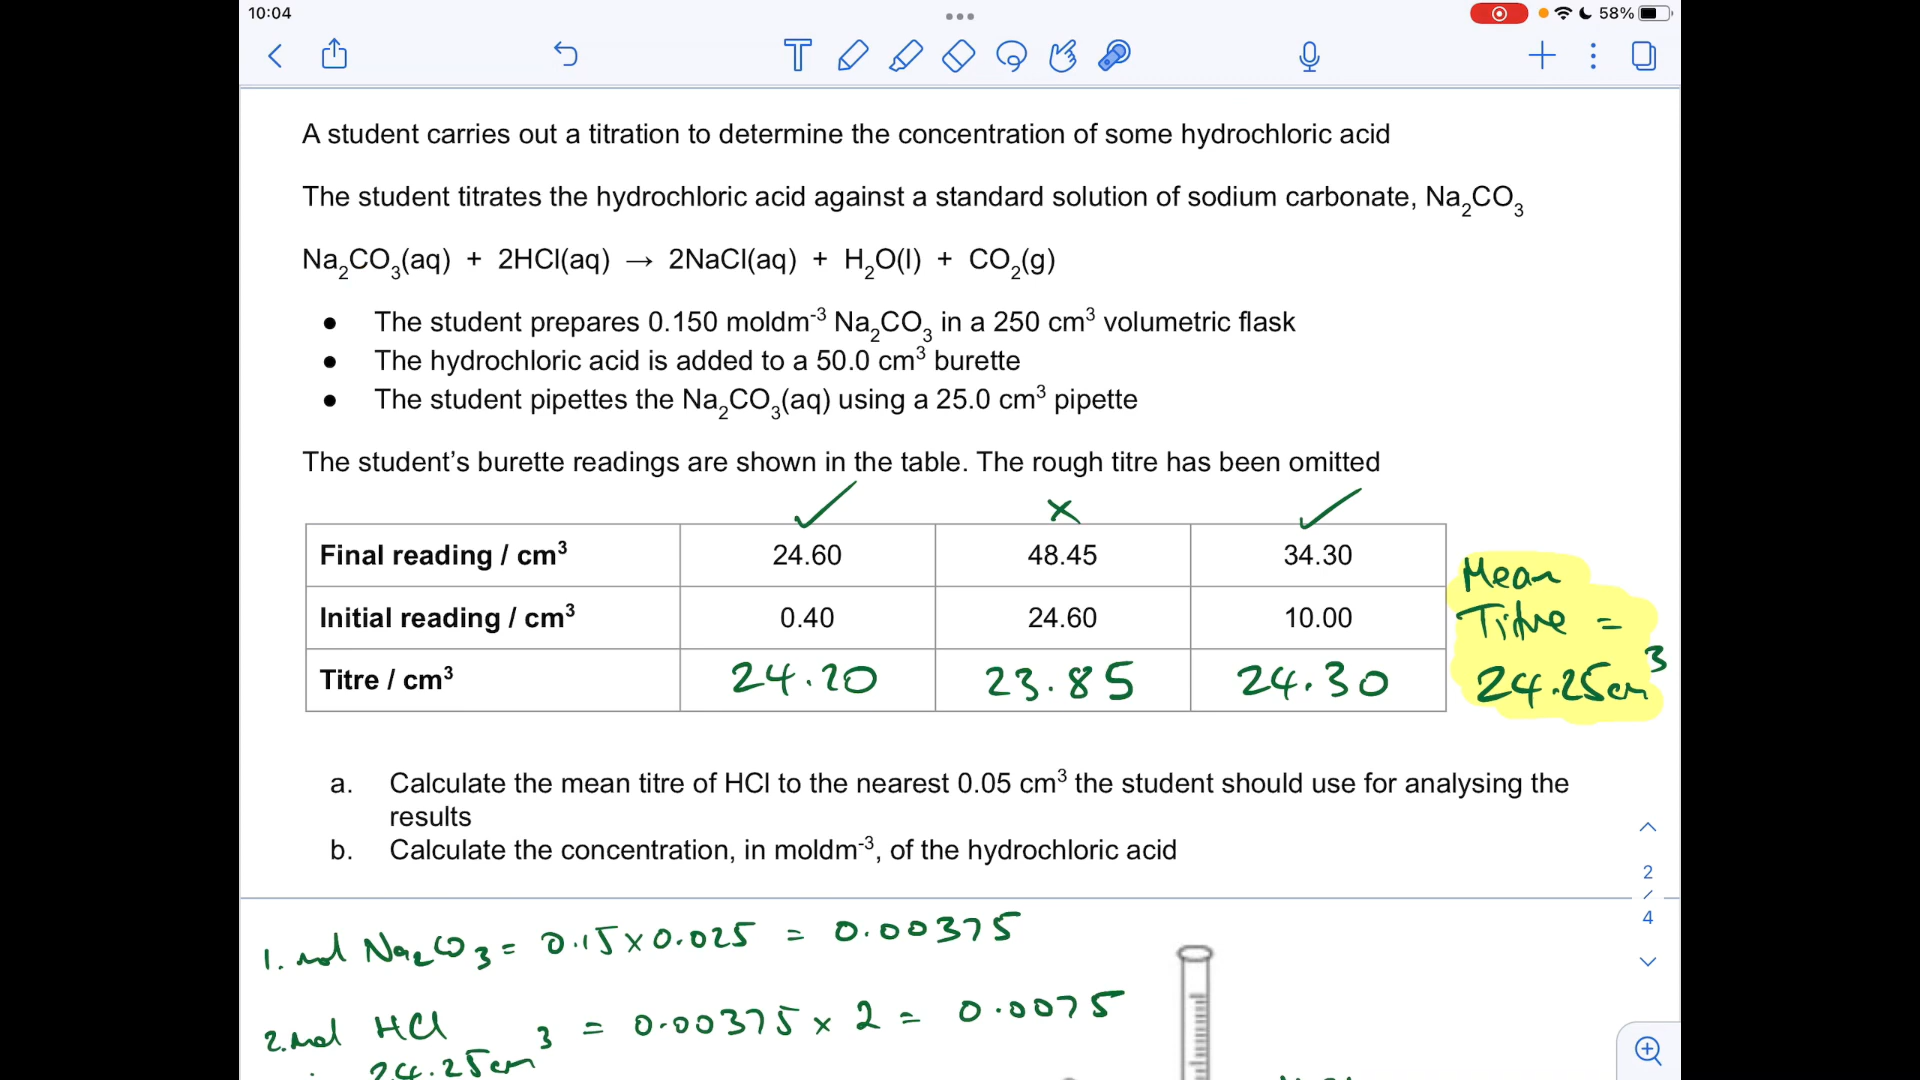 10:04
58%
A student carries out a titration to determine the concentration of some hydrochloric acid
The student titrates the hydrochloric acid against a standard solution of sodium carbonate, Na₂CO₃
Na₂CO₃(aq) + 2HCl(aq) → 2NaCl(aq) + H₂O(l) + CO₂(g)
● The student prepares 0.150 moldm⁻³ Na₂CO₃ in a 250 cm³ volumetric flask
● The hydrochloric acid is added to a 50.0 cm³ burette
● The student pipettes the Na₂CO₃(aq) using a 25.0 cm³ pipette
The student's burette readings are shown in the table. The rough titre has been omitted
✓ x ✓
Final reading / cm³ 24.60 48.45 34.30
Initial reading / cm³ 0.40 24.60 10.00
Titre / cm³ 24.20 23.85 24.30
Mean
Titre =
24.25cm³
a. Calculate the mean titre of HCl to the nearest 0.05 cm³ the student should use for analysing the
results
b. Calculate the concentration, in moldm⁻³, of the hydrochloric acid
2
/
4
1. mol Na₂CO₃ = 0.15 x 0.025 = 0.00375
2. mol HCl = 0.00375 x 2 = 0.0075
24.25cm³